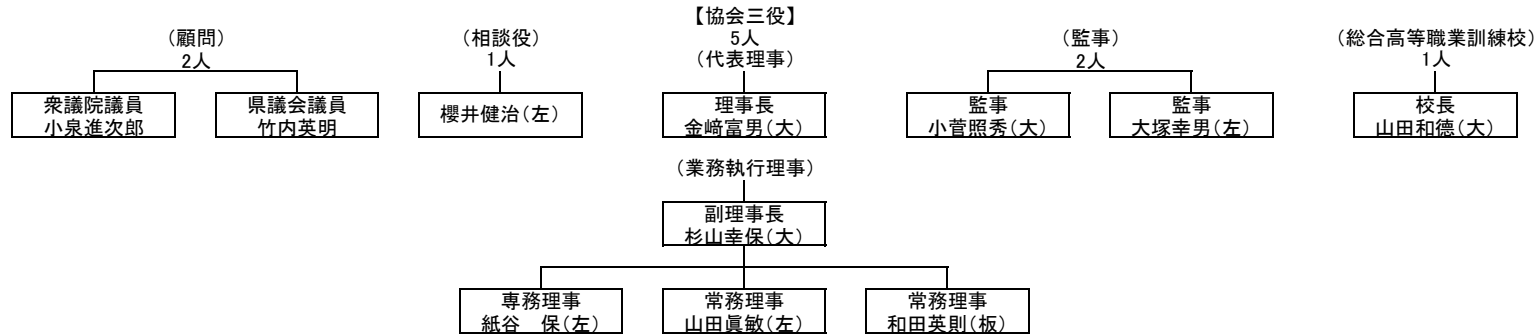 【協会三役】
(顧問)
2人
(相談役)
1人
5人
(代表理事)
(監事)
2人
(総合高等職業訓練校)
1人
衆議院議員
小泉進次郎
県議会議員
竹内英明
櫻井健治(左)
理事長
金﨑富男(大)
監事
小菅照秀(大)
監事
大塚幸男(左)
校長
山田和德(大)
(業務執行理事)
副理事長
杉山幸保(大)
専務理事
紙谷　保(左)
常務理事
山田眞敏(左)
常務理事
和田英則(板)